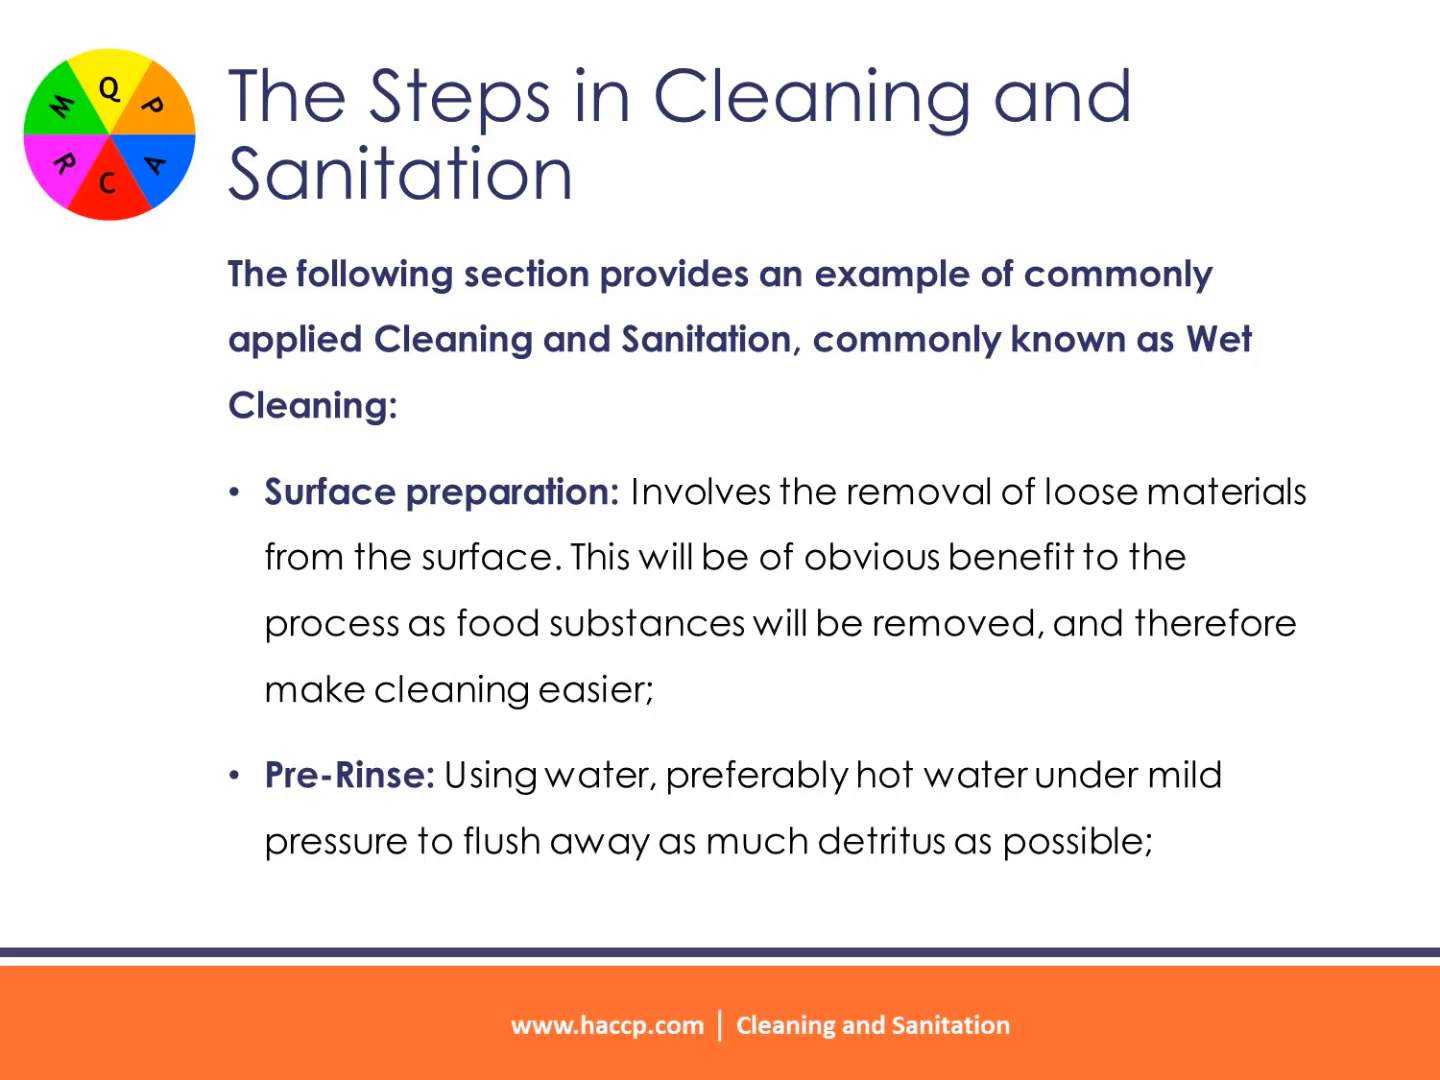 Q
P
A
C
R
M
The Steps in Cleaning and
Sanitation
The following section provides an example of commonly
applied Cleaning and Sanitation, commonly known as Wet
Cleaning:
• Surface preparation: Involves the removal of loose materials
from the surface. This will be of obvious benefit to the
process as food substances will be removed, and therefore
make cleaning easier;
• Pre-Rinse: Using water, preferably hot water under mild
pressure to flush away as much detritus as possible;
www.haccp.com | Cleaning and Sanitation